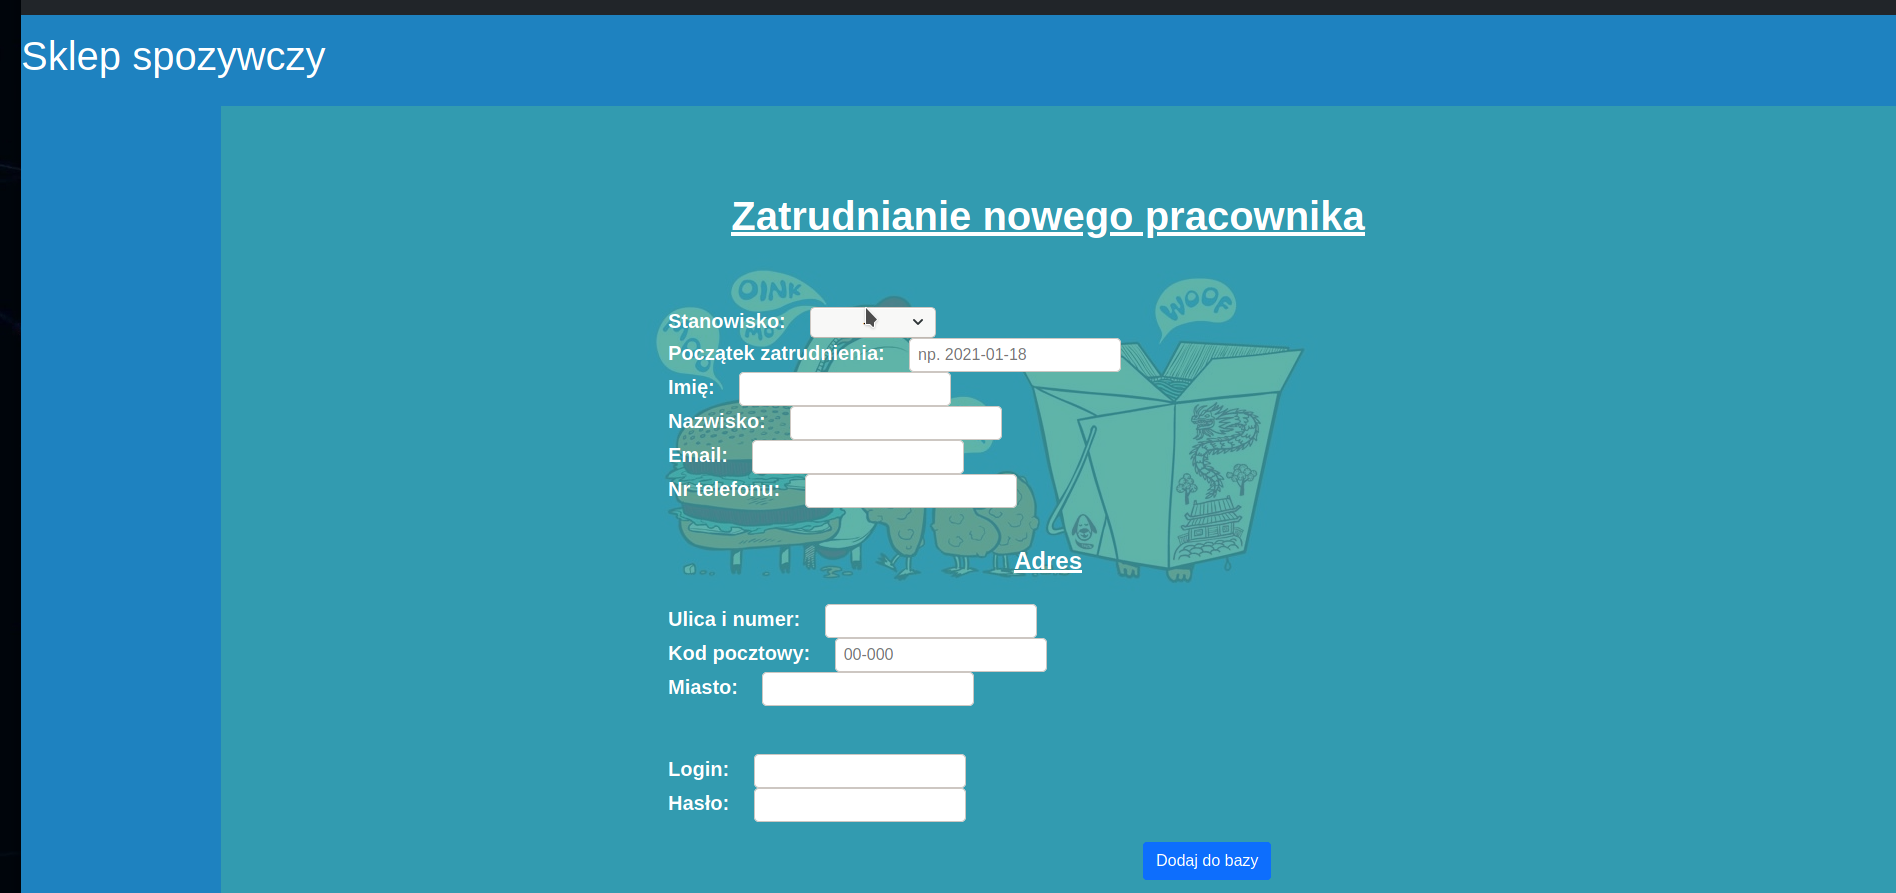 Sklep spozywczy
Zatrudnianie nowego pracownika
OINK
WOOF
Stanowisko:
Początek zatrudnienia: np. 2021-01-18
Imię:
Nazwisko:
Email:
Nr telefonu:
Adres
Ulica i numer:
Kod pocztowy: 00-000
Miasto:
Login:
Hasło:
Dodaj do bazy